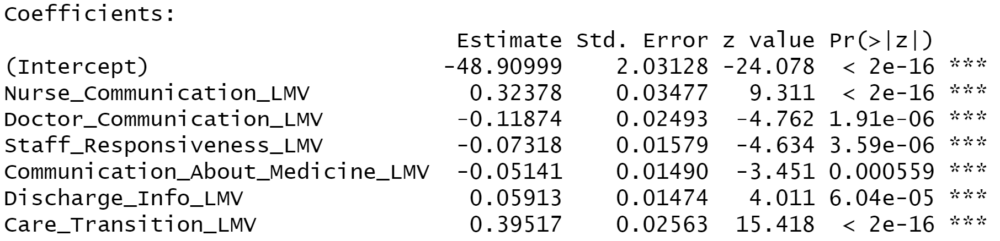 Coefficients:
Estimate Std. Error z value Pr(>|z|)
(Intercept) -48.90999 2.03128 -24.078 < 2e-16 ***
Nurse_Communication_LMV 0.32378 0.03477 9.311 < 2e-16 ***
Doctor_Communication_LMV -0.11874 0.02493 -4.762 1.91e-06 ***
Staff_Responsiveness_LMV -0.07318 0.01579 -4.634 3.59e-06 ***
Communication_About_Medicine_LMV -0.05141 0.01490 -3.451 0.000559 ***
Discharge_Info_LMV 0.05913 0.01474 4.011 6.04e-05 ***
Care_Transition_LMV 0.39517 0.02563 15.418 < 2e-16 ***